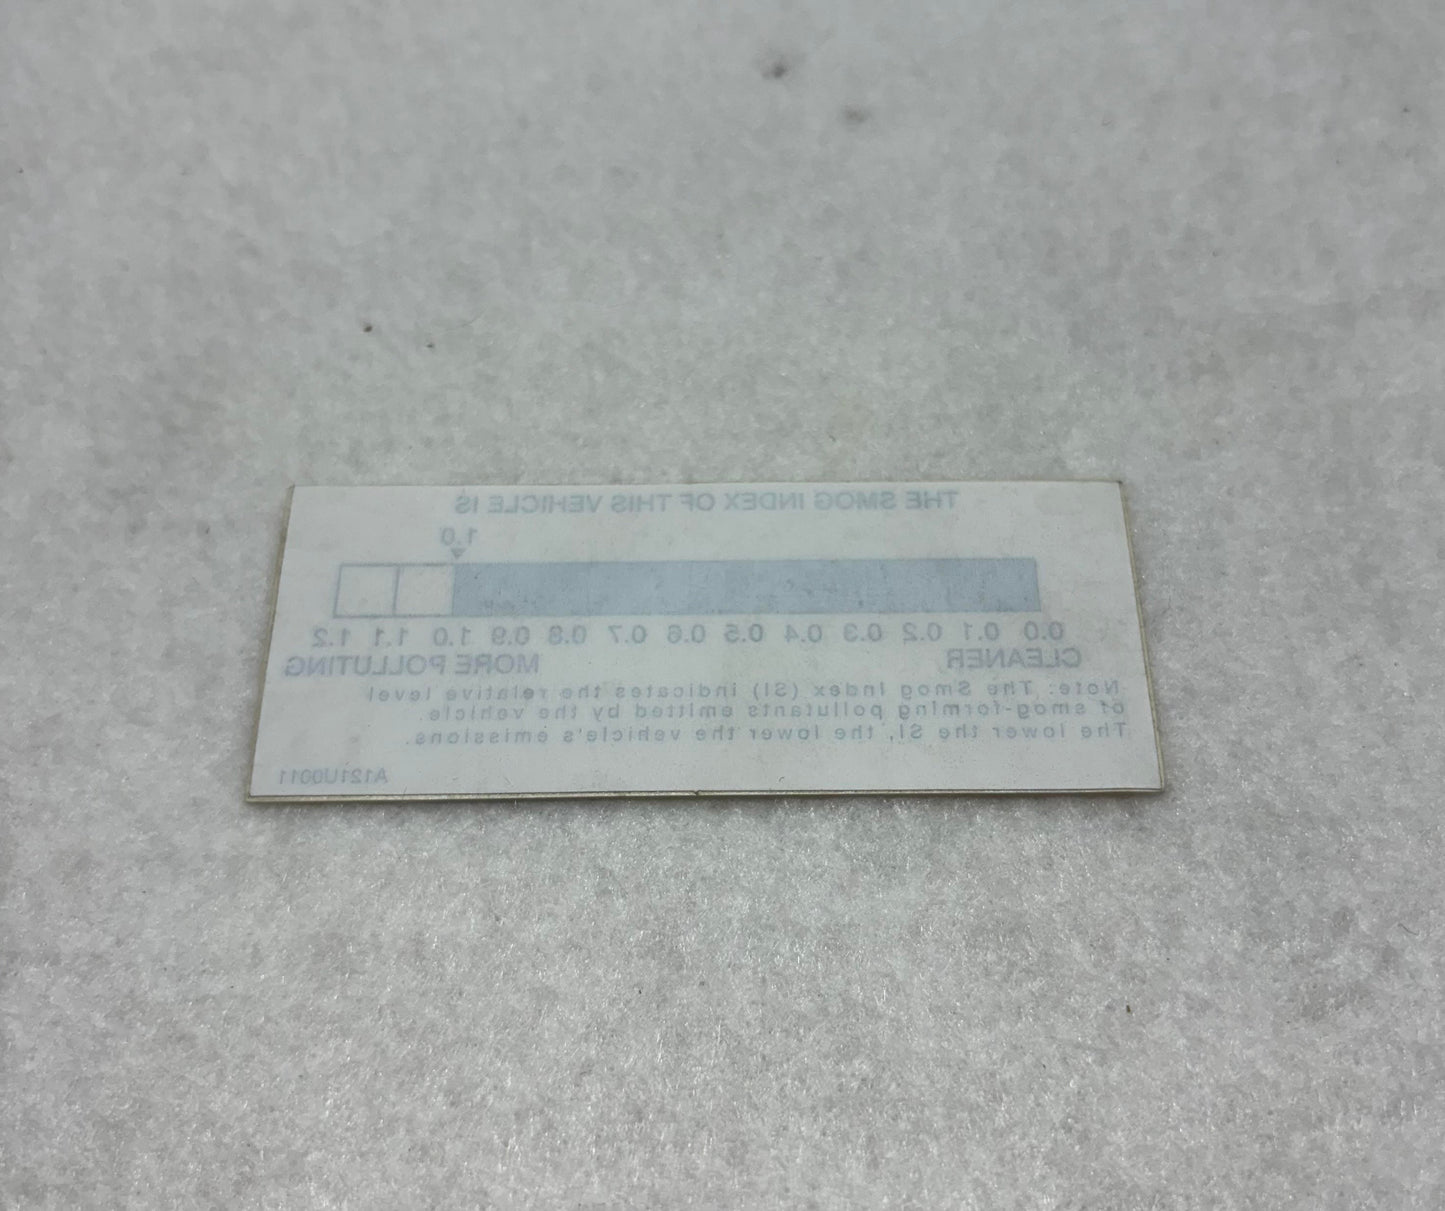 THE SMOG INDEX OF THIS VEHICLE IS
1.0
0.0 0.1 0.2 0.3 0.4 0.5 0.6 0.7 0.8 0.9 1.0 1.1 1.2
CLEANER MORE POLLUTING
Note: The Smog Index (SI) indicates the relative level
of smog-forming pollutants emitted by the vehicle.
The lower the SI, the lower the vehicle's emissions.
A121U0011